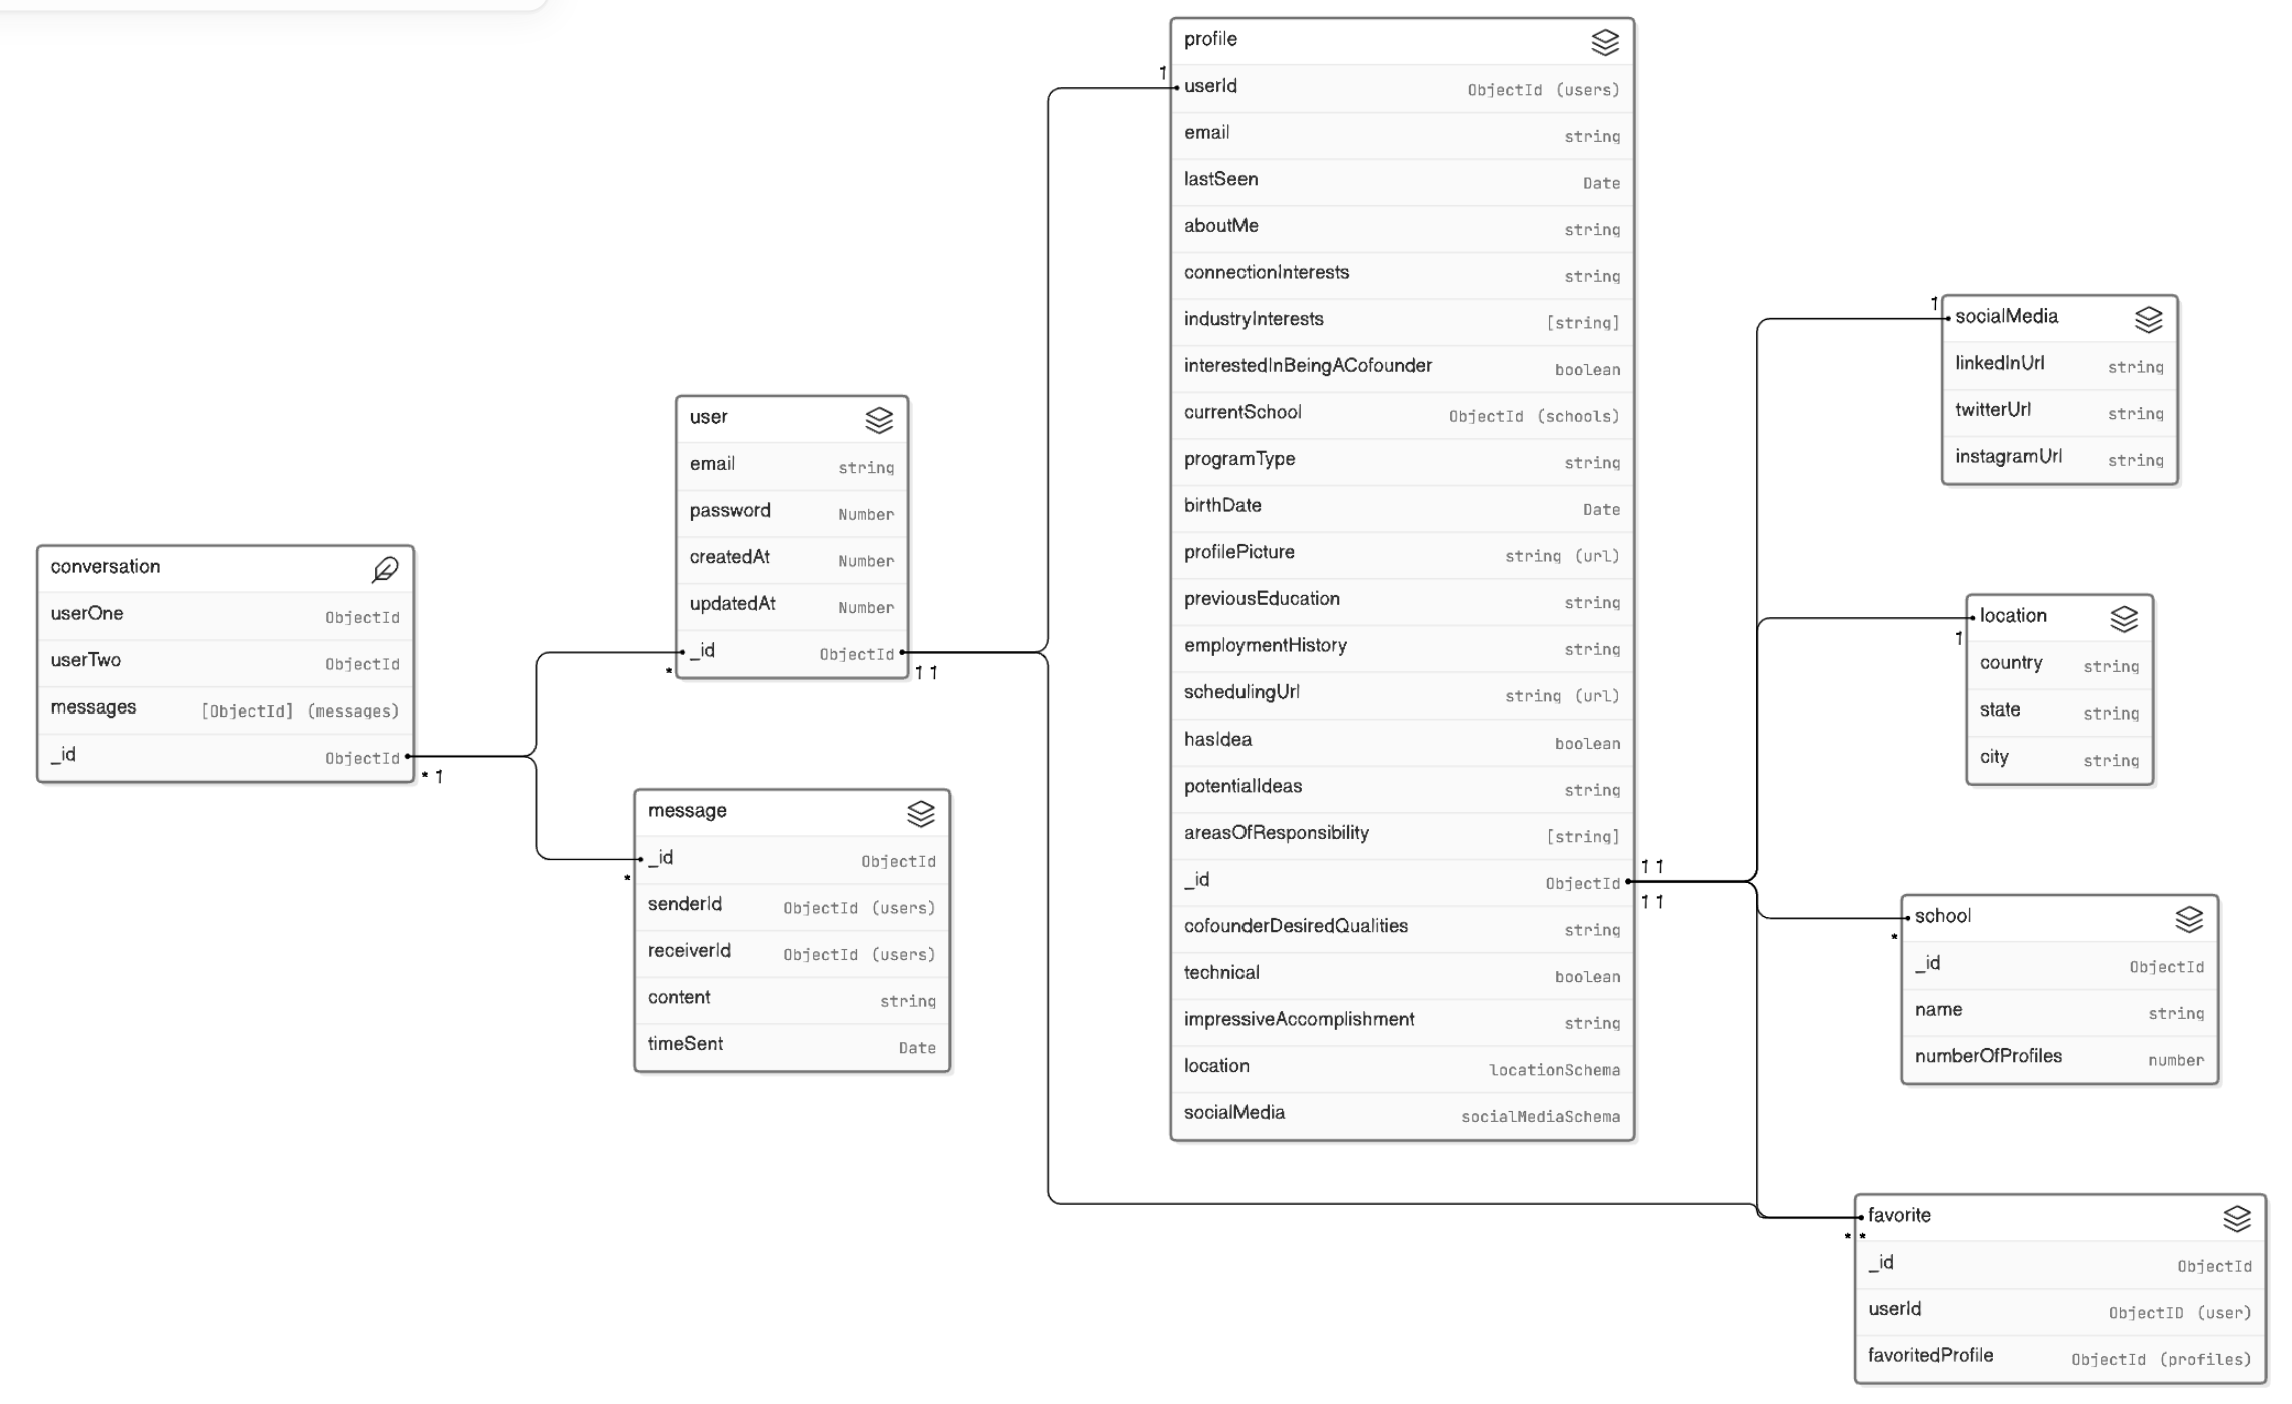 conversation
userOne ObjectId
userTwo ObjectId
messages [ObjectId] (messages)
_id ObjectId
* 1
user
email string
password Number
createdAt Number
updatedAt Number
_id ObjectId
*
1 1
message
_id ObjectId
*
senderId ObjectId (users)
receiverId ObjectId (users)
content string
timeSent Date
profile
1
userId ObjectId (users)
email string
lastSeen Date
aboutMe string
connectionInterests string
industryInterests [string]
interestedInBeingACofounder boolean
currentSchool ObjectId (schools)
programType string
birthDate Date
profilePicture string (url)
previousEducation string
employmentHistory string
schedulingUrl string (url)
hasIdea boolean
potentialIdeas string
areasOfResponsibility [string]
1 1
_id ObjectId
1 1
cofounderDesiredQualities string
technical boolean
impressiveAccomplishment string
location locationSchema
socialMedia socialMediaSchema
1
socialMedia
linkedInUrl string
twitterUrl string
instagramUrl string
location
1
country string
state string
city string
school
*
_id ObjectId
name string
numberOfProfiles number
favorite
* *
_id ObjectId
userId ObjectID (user)
favoritedProfile ObjectId (profiles)